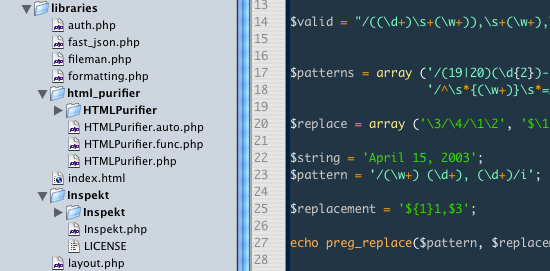 libraries
auth.php
fast_json.php
fileman.php
formatting.php
html_purifier
HTMLPurifier
HTMLPurifier.auto.php
HTMLPurifier.func.php
HTMLPurifier.php
index.html
Inspekt
Inspekt
Inspekt.php
LICENSE
layout.php
13
14 $valid = "/((\d+)\s+(\w+)),\s+(\w+),
15
16
17 $patterns = array ('/(19|20)(\d{2})-
18 '/^\s*{(\w+)}\s*=
19
20 $replace = array ('\3/\4/\1\2', '$\1
21
22 $string = 'April 15, 2003';
23 $pattern = '/(\w+) (\d+), (\d+)/i';
24
25 $replacement = '${1}1,$3';
26
27 echo preg_replace($pattern, $replacem
28